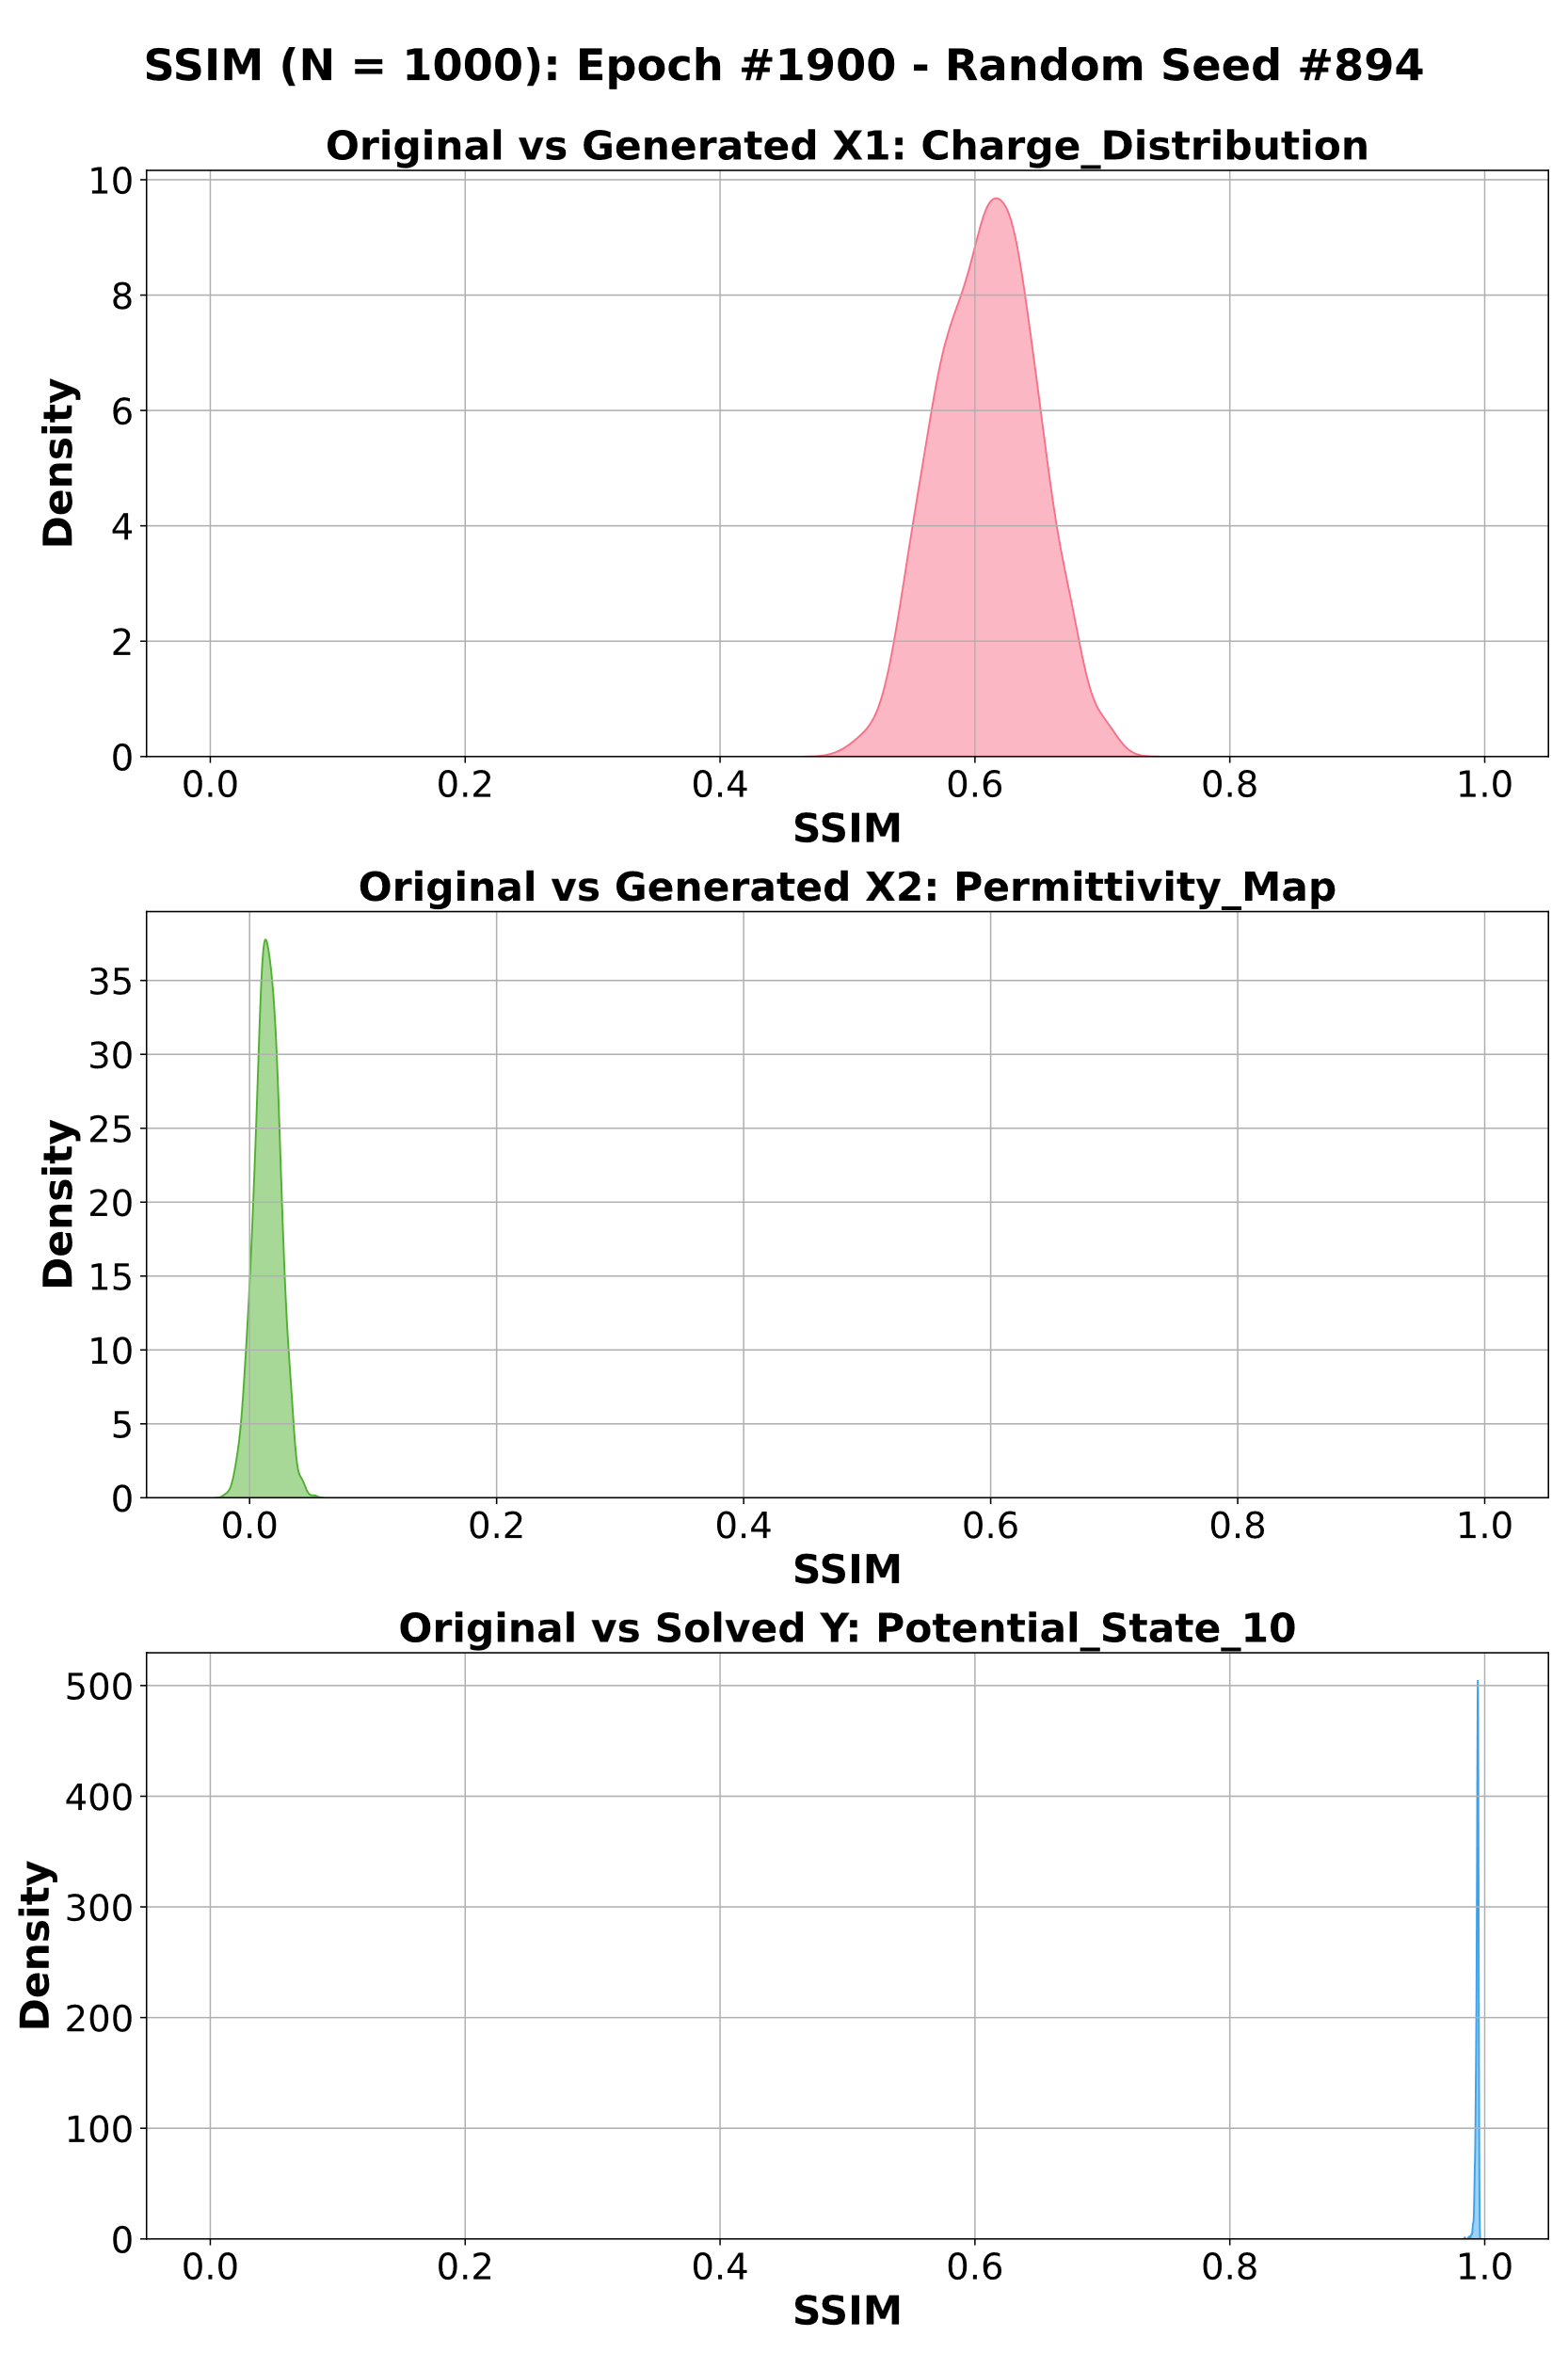 SSIM (N = 1000): Epoch #1900 - Random Seed #894
Original vs Generated X1: Charge_Distribution
10
8
6
4
2
0
Density
0.0 0.2 0.4 0.6 0.8 1.0
SSIM
Original vs Generated X2: Permittivity_Map
35
30
25
20
15
10
5
0
Density
0.0 0.2 0.4 0.6 0.8 1.0
SSIM
Original vs Solved Y: Potential_State_10
500
400
300
200
100
0
Density
0.0 0.2 0.4 0.6 0.8 1.0
SSIM